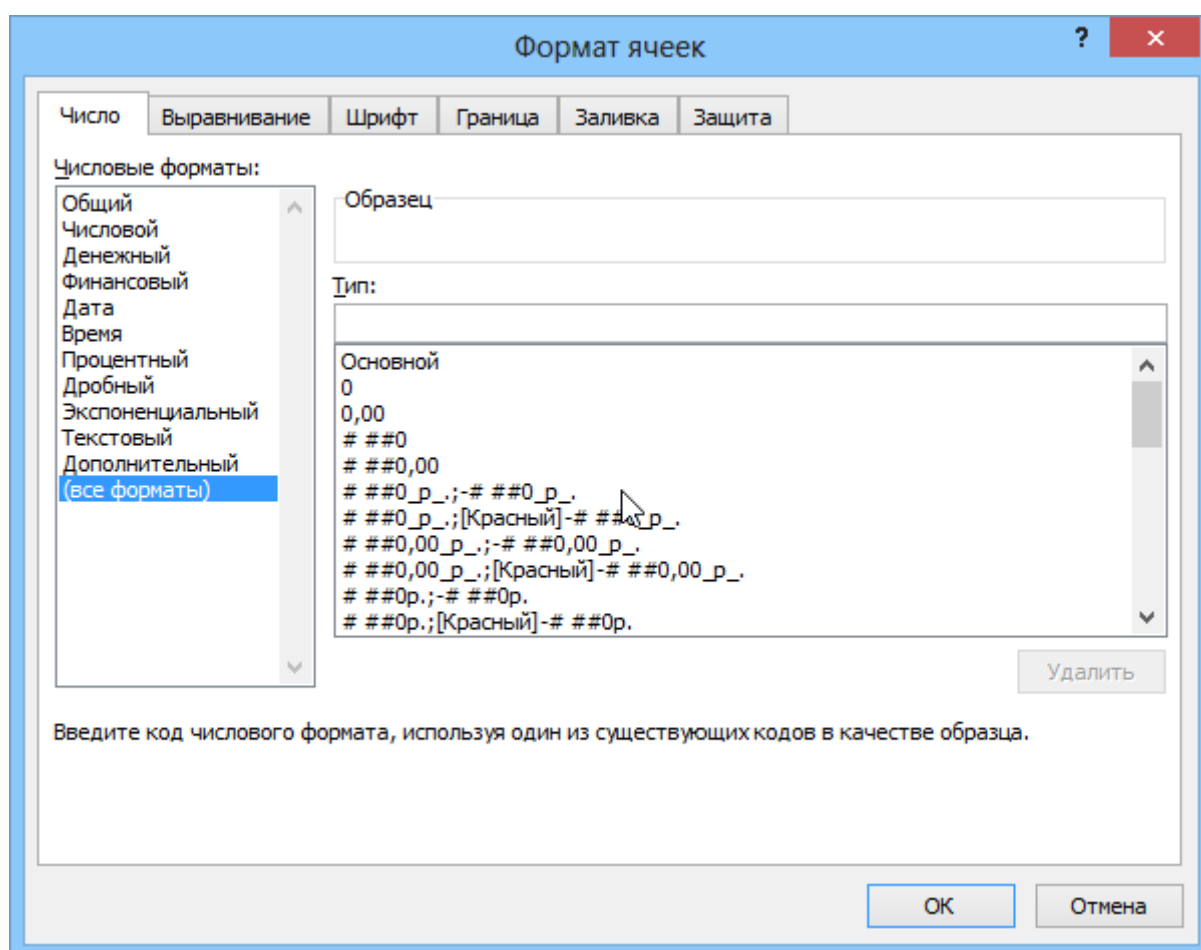 Формат ячеек
?
Число Выравнивание Шрифт Граница Заливка Защита
Числовые форматы:
Общий
Числовой
Денежный
Финансовый
Дата
Время
Процентный
Дробный
Экспоненциальный
Текстовый
Дополнительный
(все форматы)
Образец
Тип:
Основной
0
0,00
# ##0
# ##0,00
# ##0_р_.;-# ##0_р_.
# ##0_р_.;[Красный]-# ##0_р_.
# ##0,00_р_.;-# ##0,00_р_.
# ##0,00_р_.;[Красный]-# ##0,00_р_.
# ##0р.;-# ##0р.
# ##0р.;[Красный]-# ##0р.
Удалить
Введите код числового формата, используя один из существующих кодов в качестве образца.
ОК Отмена